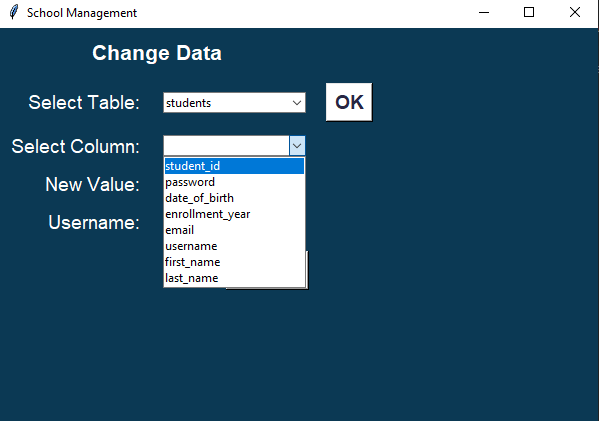 School Management
Change Data
Select Table: students OK
Select Column:
student_id
New Value:
password
date_of_birth
enrollment_year
Username:
email
username
first_name
last_name